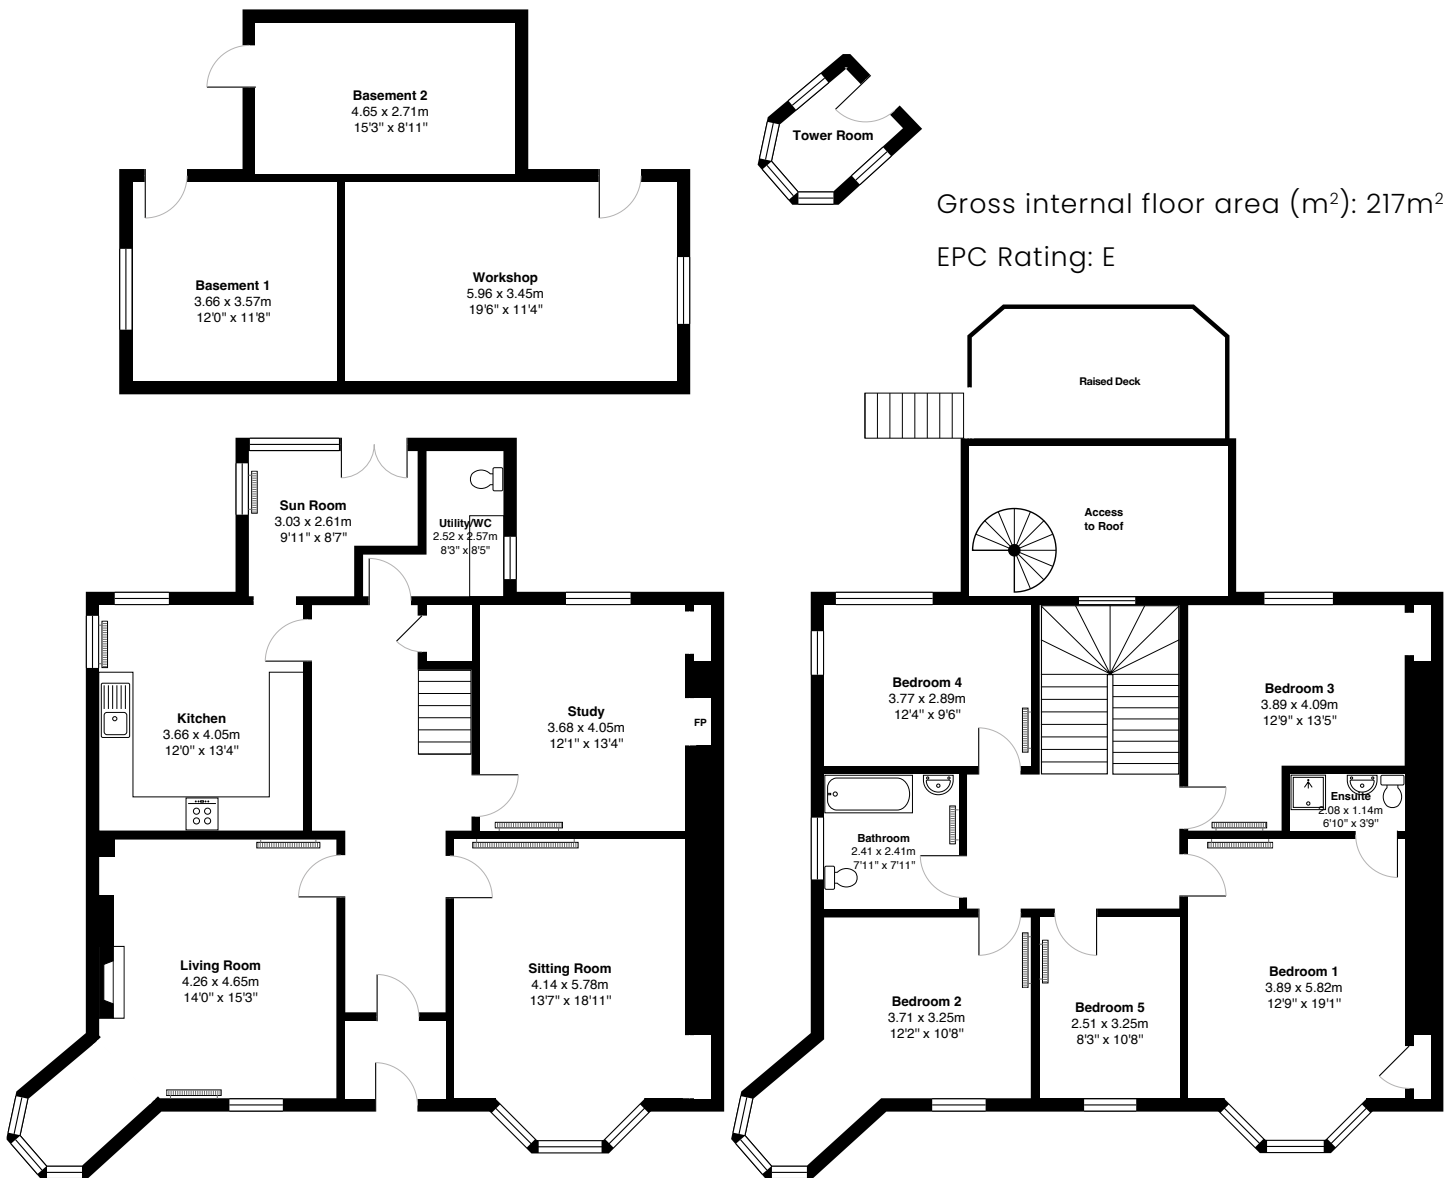 Basement 2
4.65 x 2.71m
15'3" x 8'11"
Tower Room
Gross internal floor area (m²): 217m²
EPC Rating: E
Basement 1
3.66 x 3.57m
12'0" x 11'8"
Workshop
5.96 x 3.45m
19'6" x 11'4"
Raised Deck
Sun Room
3.03 x 2.61m
9'11" x 8'7"
Utility/WC
2.52 x 2.57m
8'3" x 8'5"
Access
to Roof
Kitchen
3.66 x 4.05m
12'0" x 13'4"
Study
3.68 x 4.05m
12'1" x 13'4"
FP
Bedroom 4
3.77 x 2.89m
12'4" x 9'6"
Bedroom 3
3.89 x 4.09m
12'9" x 13'5"
Ensuite
2.08 x 1.14m
6'10" x 3'9"
Bathroom
2.41 x 2.41m
7'11" x 7'11"
Living Room
4.26 x 4.65m
14'0" x 15'3"
Sitting Room
4.14 x 5.78m
13'7" x 18'11"
Bedroom 2
3.71 x 3.25m
12'2" x 10'8"
Bedroom 5
2.51 x 3.25m
8'3" x 10'8"
Bedroom 1
3.89 x 5.82m
12'9" x 19'1"